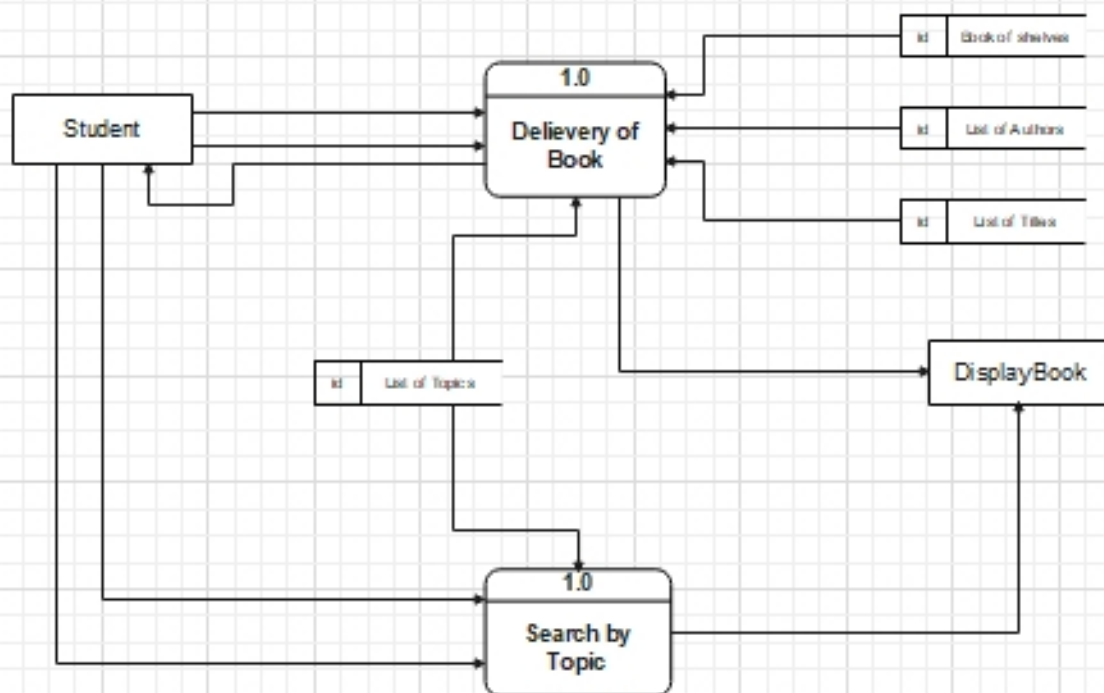 id Book of shelves
1.0
Student
Delievery of
Book
id List of Authors
id List of Titles
id List of Topics
DisplayBook
1.0
Search by
Topic